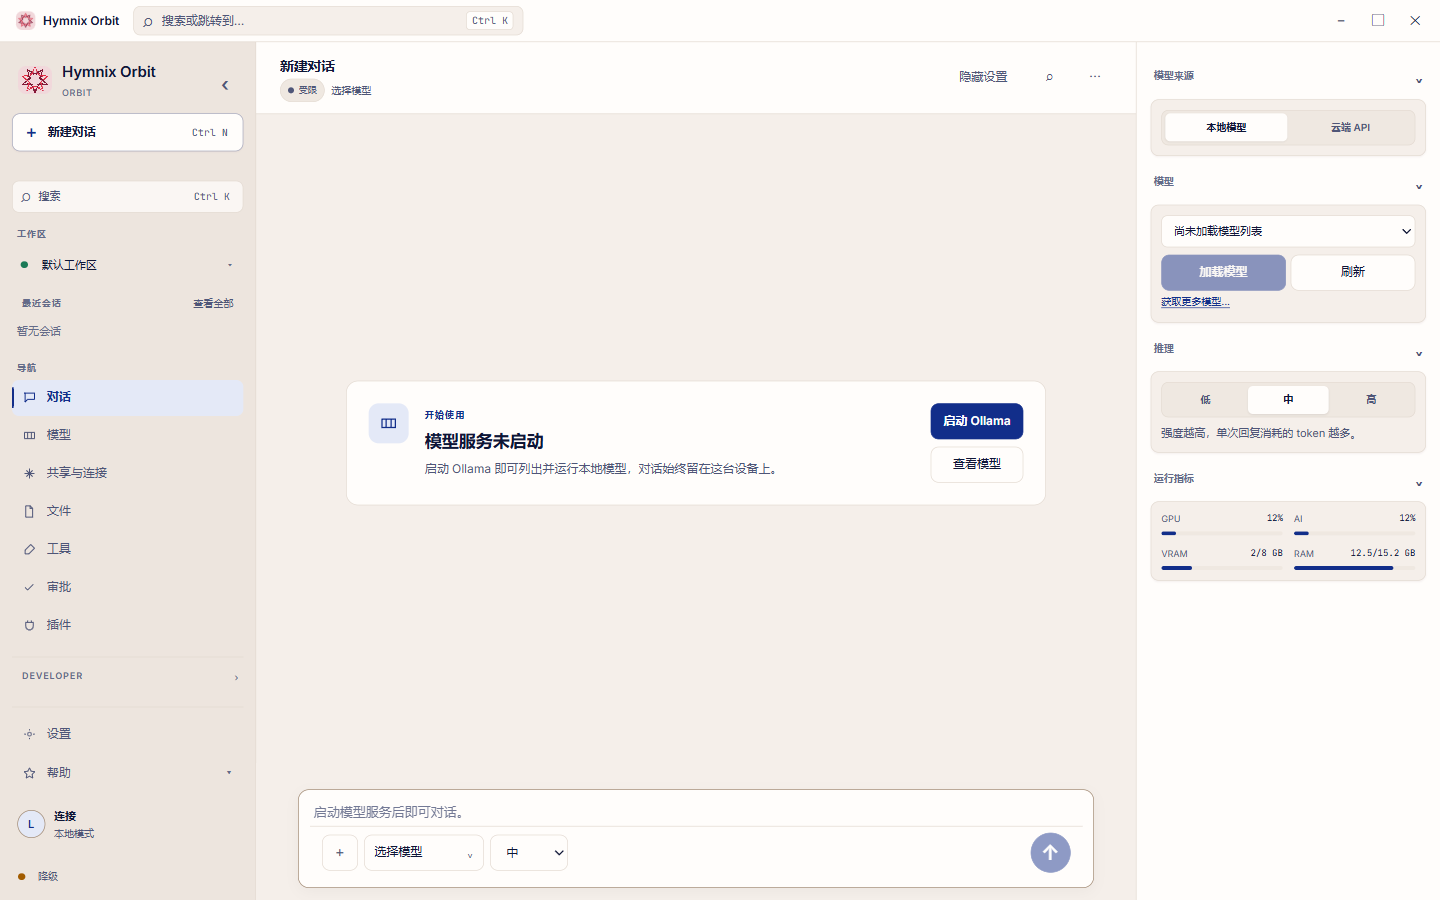 Hymnix Orbit
搜索或跳转到...
Ctrl K
Hymnix Orbit
ORBIT
新建对话
Ctrl N
搜索
Ctrl K
工作区
默认工作区
最近会话
查看全部
暂无会话
导航
对话
模型
共享与连接
文件
工具
审批
插件
DEVELOPER
设置
帮助
L
连接
本地模式
降级
新建对话
受限
选择模型
隐藏设置
开始使用
模型服务未启动
启动 Ollama 即可列出并运行本地模型，对话始终留在这台设备上。
启动 Ollama
查看模型
启动模型服务后即可对话。
+
选择模型
中
模型来源
本地模型
云端 API
模型
尚未加载模型列表
加载模型
刷新
获取更多模型...
推理
低
中
高
强度越高，单次回复消耗的 token 越多。
运行指标
GPU
12%
AI
12%
VRAM
2/8 GB
RAM
12.5/15.2 GB